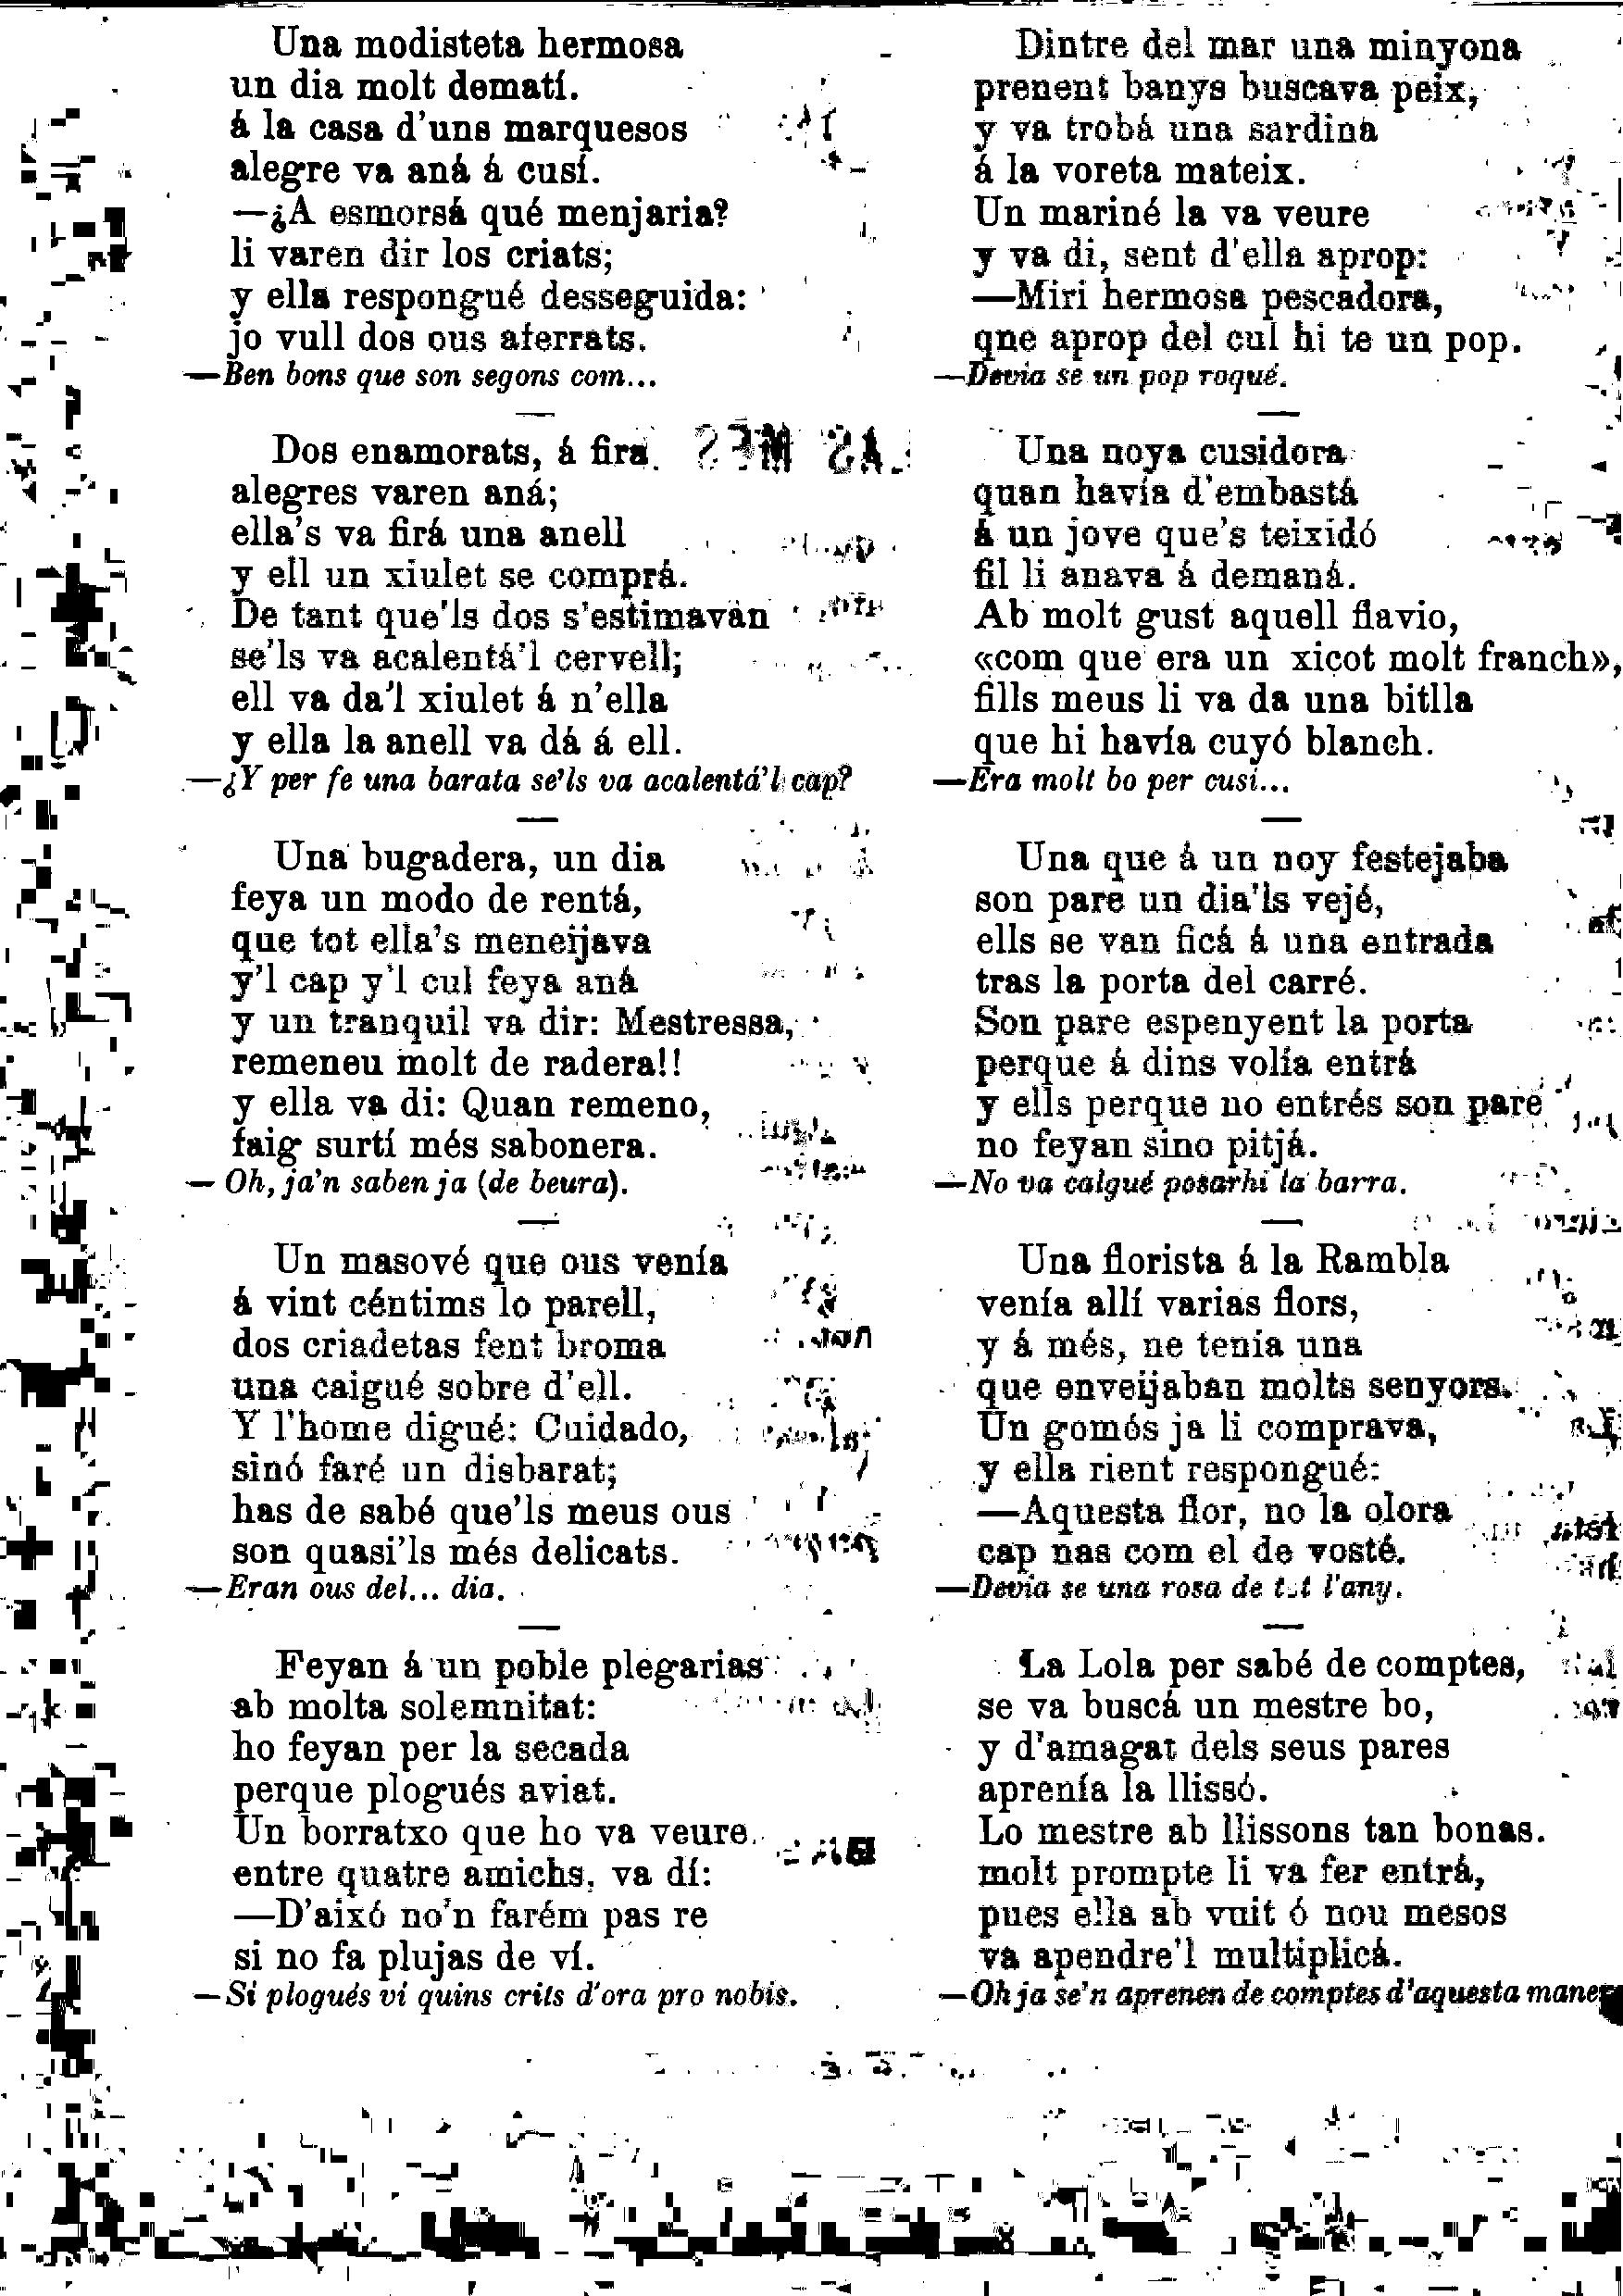 Una modisteta hermosa
un dia molt dematí.
á la casa d'uns marquesos
alegre va aná á cusí.
—¿A esmorsá qué menjaria?
li varen dir los criats;
y ella respongué desseguida:
jo vull dos ous aferrats.
—Ben bons que son segons com...
Dos enamorats, á fira
alegres varen aná;
ella's va firá una anell
y ell un xiulet se comprá.
De tant que'ls dos s'estimavan
se'ls va acalentá'l cervell;
ell va da'l xiulet á n'ella
y ella la anell va dá á ell.
—¿Y per fe una barata se'ls va acalentá'l cap?
Una bugadera, un dia
feya un modo de rentá,
que tot ella's meneijava
y'l cap y'l cul feya aná
y un tranquil va dir: Mestressa,
remeneu molt de radera!!
y ella va di: Quan remeno,
faig surtí més sabonera.
—Oh, ja'n saben ja (de beura).
Un masové que ous venía
á vint céntims lo parell,
dos criadetas fent broma
una caigué sobre d'ell.
Y l'home digué: Cuidado,
sinó faré un disbarat;
has de sabé que'ls meus ous
son quasi'ls més delicats.
—Eran ous del... dia.
Feyan á un poble plegarias
ab molta solemnitat:
ho feyan per la secada
perque plogués aviat.
Un borratxo que ho va veure
entre quatre amichs, va dí:
—D'aixó no'n farém pas re
si no fa plujas de ví.
—Si plogués vi quins crits d'ora pro nobis.
Dintre del mar una minyona
prenent banys buscava peix,
y va trobá una sardina
á la voreta mateix.
Un mariné la va veure
y va di, sent d'ella aprop:
—Miri hermosa pescadora,
qne aprop del cul hi te un pop.
—Devia se un pop roqué.
Una noya cusidora
quan havía d'embastá
á un jove que's teixidó
fil li anava á demaná.
Ab molt gust aquell flavio,
«com que era un xicot molt franch»,
fills meus li va da una bitlla
que hi havía cuyó blanch.
—Era molt bo per cusi...
Una que á un noy festejaba
son pare un dia'ls vejé,
ells se van ficá á una entrada
tras la porta del carré.
Son pare espenyent la porta
perque á dins volía entrá
y ells perque no entrés son pare
no feyan sino pitjá.
—No va calgué posarhi la barra.
Una florista á la Rambla
venía allí varias flors,
y á més, ne tenia una
que enveijaban molts senyors.
Un gomós ja li comprava,
y ella rient respongué:
—Aquesta flor, no la olora
cap nas com el de vosté.
—Devia se una rosa de tot l'any.
La Lola per sabé de comptes,
se va buscá un mestre bo,
y d'amagat dels seus pares
aprenía la llissó.
Lo mestre ab llissons tan bonas.
molt prompte li va fer entrá,
pues ella ab vuit ó nou mesos
va apendre'l multiplicá.
—Oh ja se'n aprenen de comptes d'aquesta